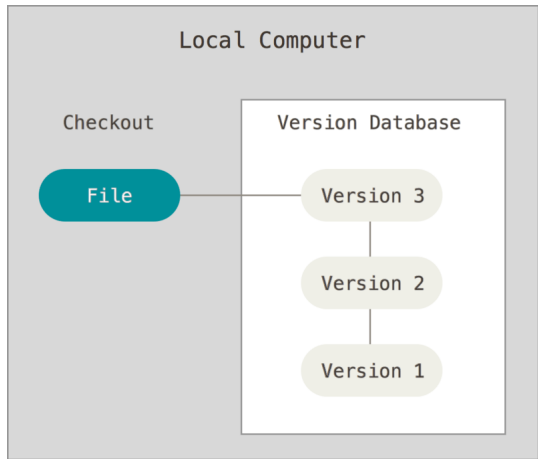 Local Computer
Checkout
Version Database
File
Version 3
Version 2
Version 1